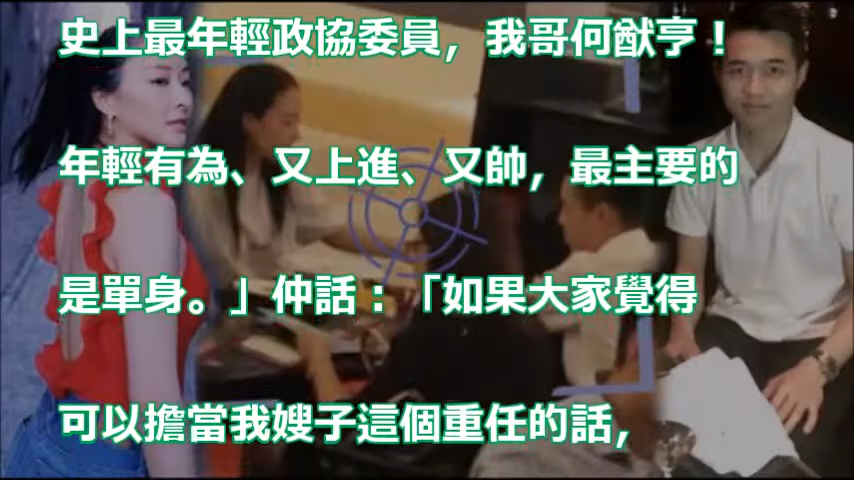 史上最年輕政協委員，我哥何猷亨！
年輕有為、又上進、又帥，最主要的
是單身。」仲話：「如果大家覺得
可以擔當我嫂子這個重任的話，